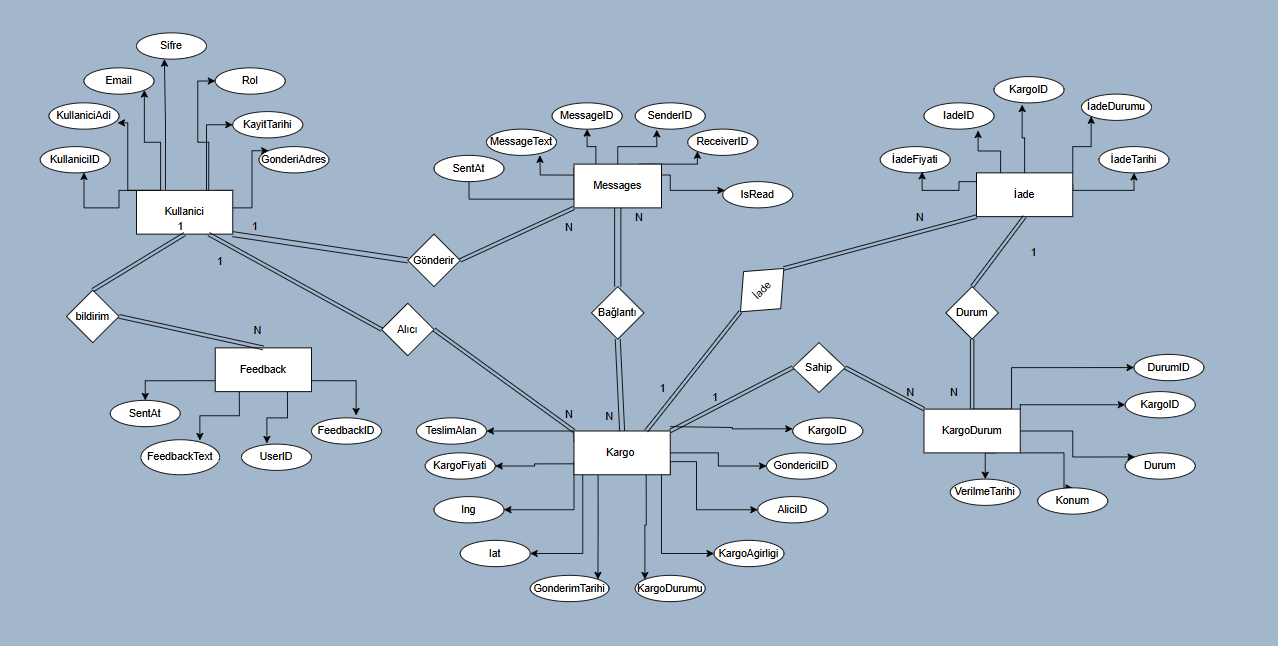 Sifre
Email
Rol
KullaniciAdi
KayitTarihi
KullaniciID
GonderiAdres
Kullanici
1
1
1
MessageID
SenderID
MessageText
ReceiverID
SentAt
IsRead
Messages
N
N
KargoID
IadeID
İadeDurumu
İadeFiyati
İadeTarihi
İade
N
1
Gönderir
bildirim
Alıcı
Bağlantı
İade
Durum
Sahip
N
Feedback
SentAt
FeedbackText
UserID
FeedbackID
N
N
1
1
N
N
Kargo
TeslimAlan
KargoFiyati
lng
lat
GonderimTarihi
KargoDurumu
KargoAgirligi
AliciID
GondericiID
KargoID
KargoDurum
DurumID
KargoID
Durum
Konum
VerilmeTarihi